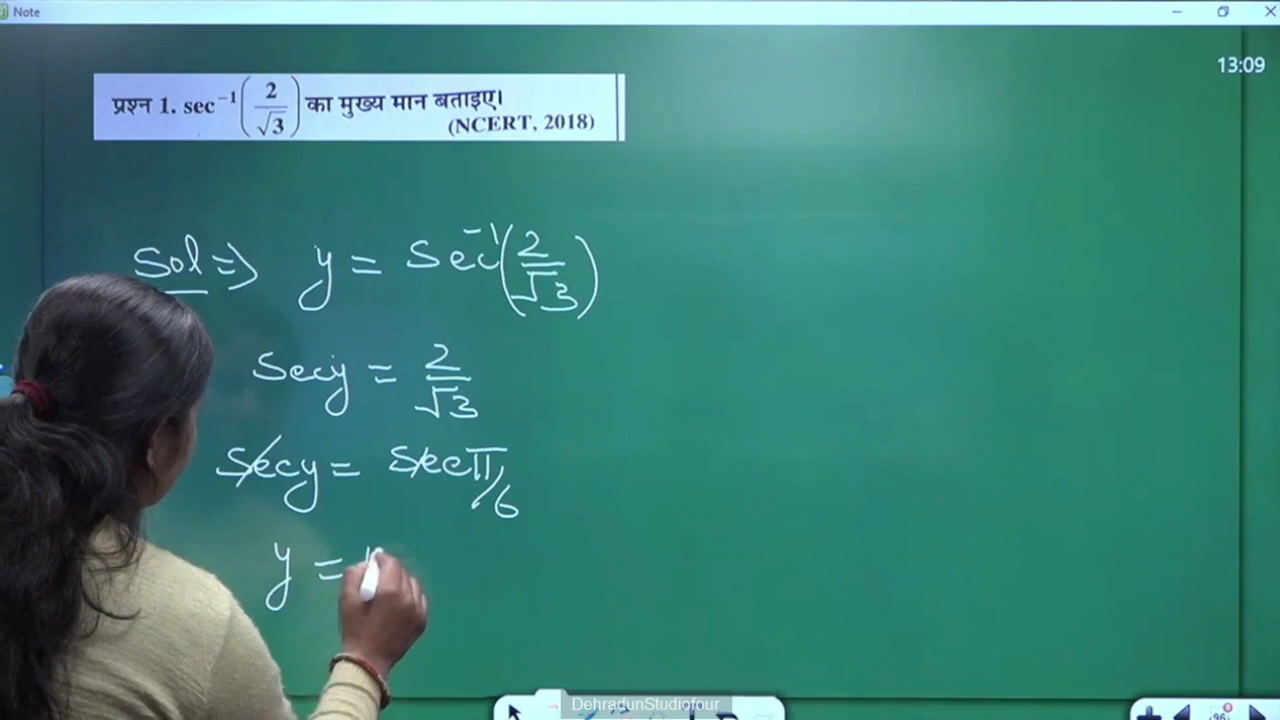 Note
13:09
प्रश्न 1. sec⁻¹(2/√3) का मुख्य मान बताइए।
(NCERT, 2018)
Sol ⇒ y = Sec⁻¹(2/√3)
Secy = 2/√3
Secy = Sec π/6
y =
DehradunStudiofour